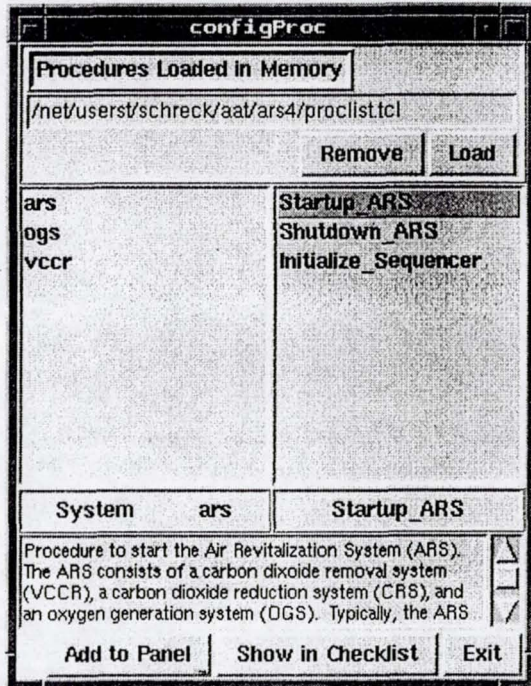 configProc
Procedures Loaded in Memory
/net/userst/schreck/aat/ars4/proclist.tcl
Remove Load
ars Startup_ARS
ogs Shutdown_ARS
vccr Initialize_Sequencer
System ars Startup_ARS
Procedure to start the Air Revitalization System (ARS).
The ARS consists of a carbon dixoide removal system
(VCCR), a carbon dioxide reduction system (CRS), and
an oxygen generation system (OGS). Typically, the ARS
Add to Panel Show in Checklist Exit